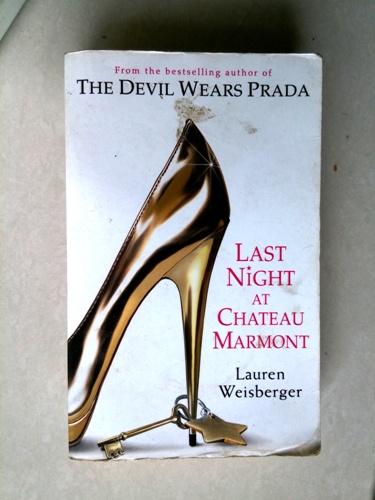 From the bestselling author of
THE DEVIL WEARS PRADA
LAST
NIGHT
AT
CHATEAU
MARMONT
Lauren
Weisberger